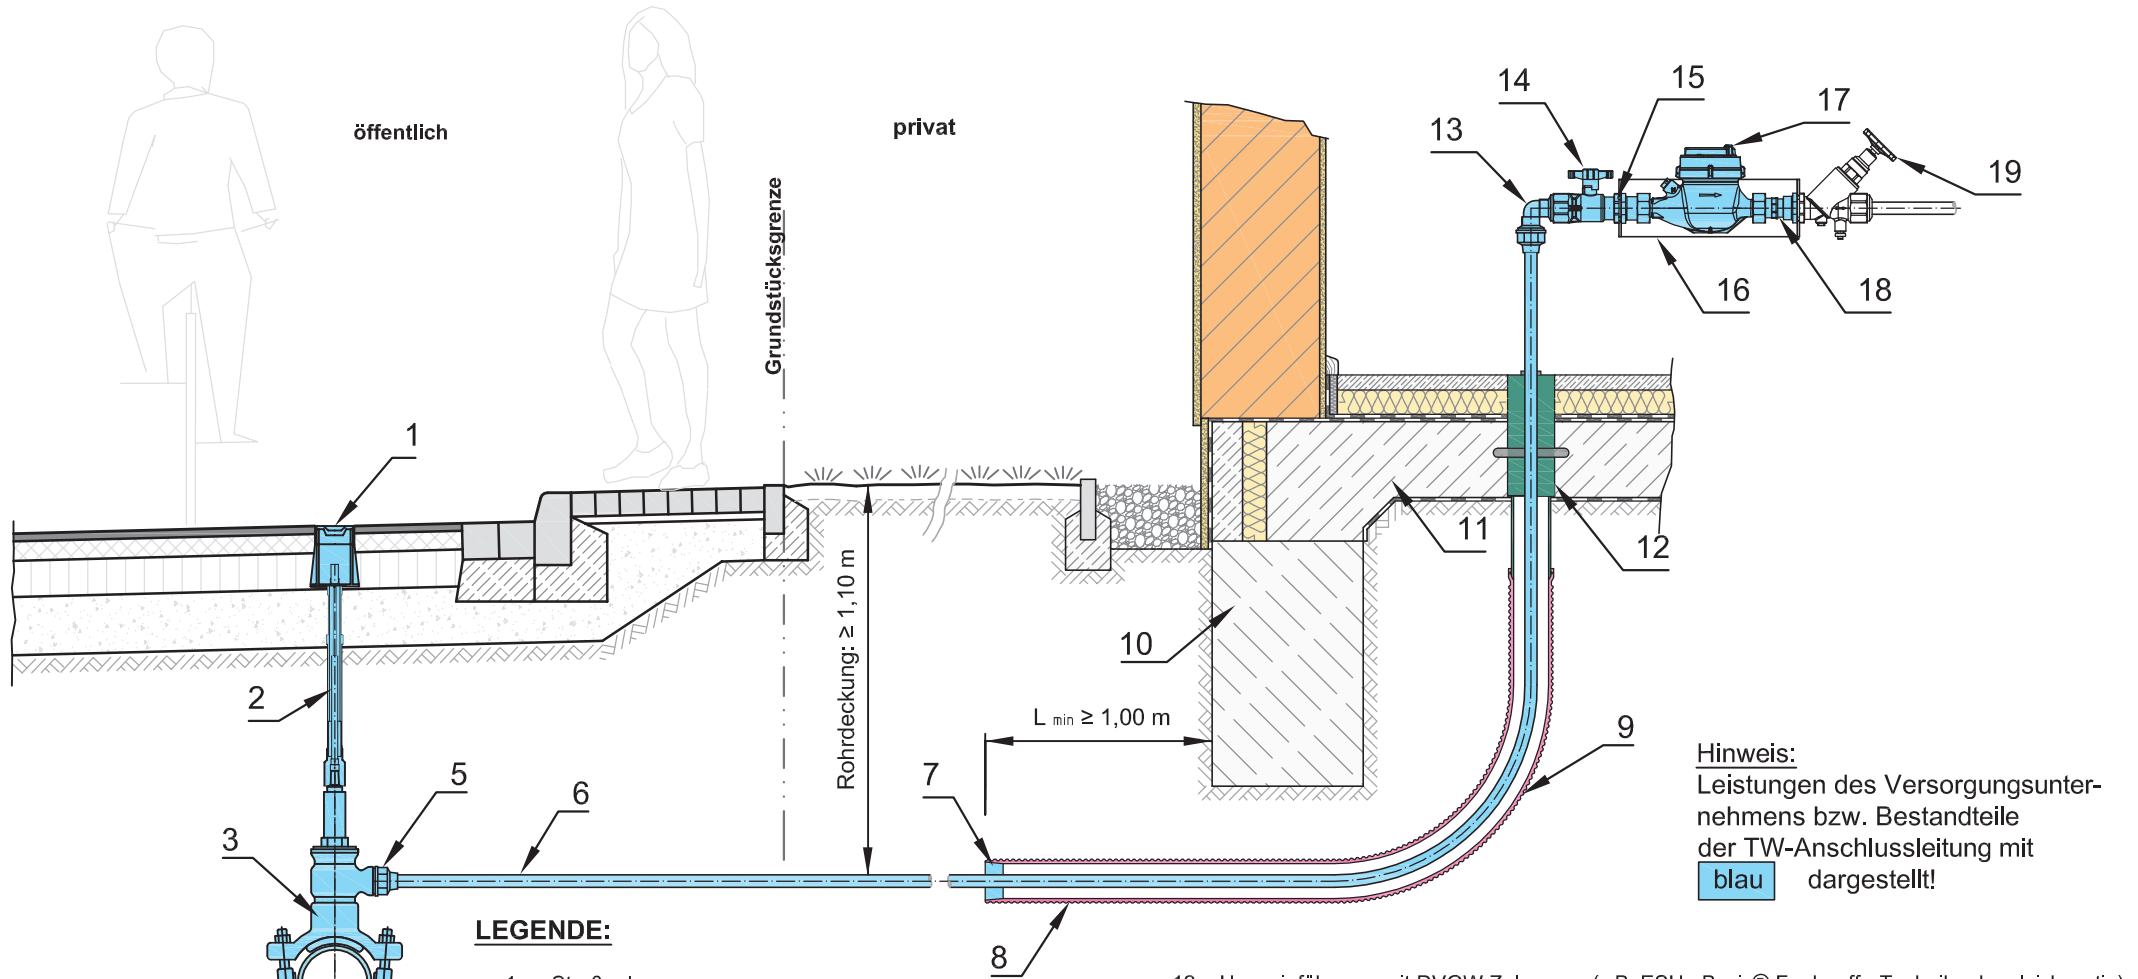 öffentlich
privat
Grundstücksgrenze
14
15
17
13
19
16
18
1
Rohrdeckung: ≥ 1,10 m
11
12
10
2
L min ≥ 1,00 m
9
Hinweis:
Leistungen des Versorgungsunter-
nehmens bzw. Bestandteile
der TW-Anschlussleitung mit
blau dargestellt!
5
6
7
3
8
LEGENDE: